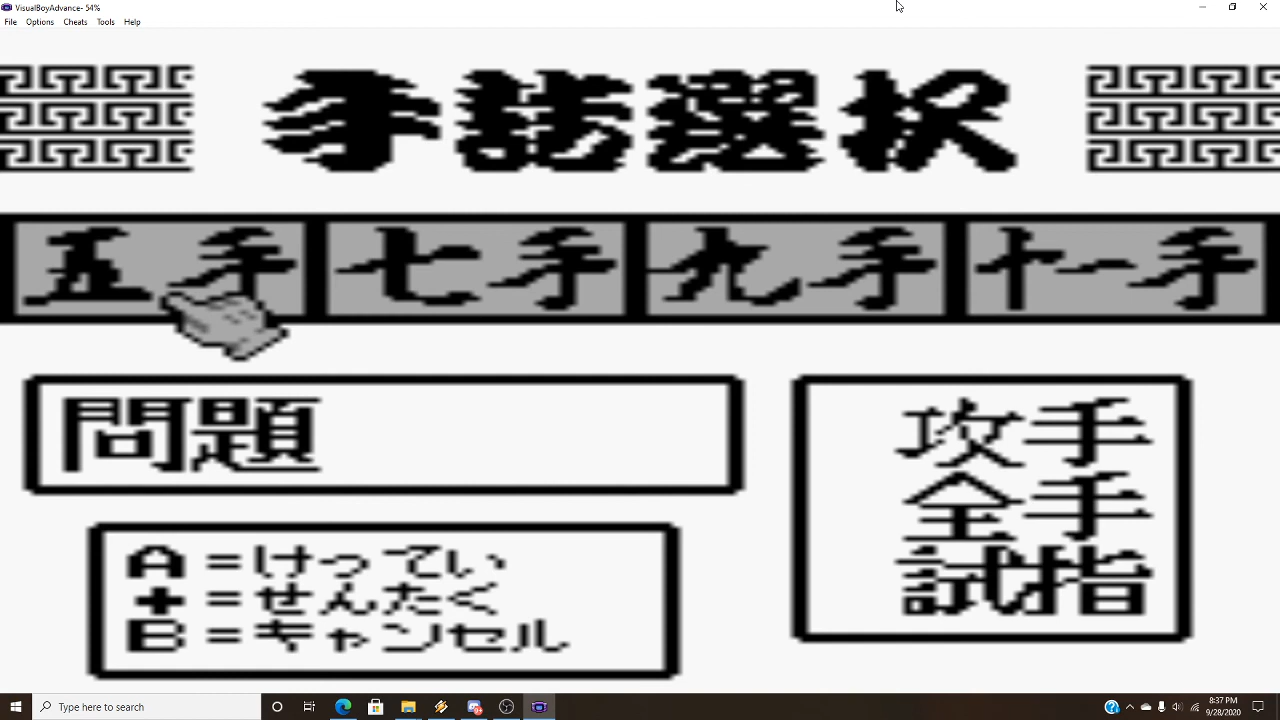 VisualBoyAdvance- 54%
File Options Cheats Tools Help
手詰選択
五手 七手 九手 十一手
問題
攻手
全手
試指
A=けってい
+=せんたく
B=キャンセル
Type here to search
8:37 PM
9/28/2020